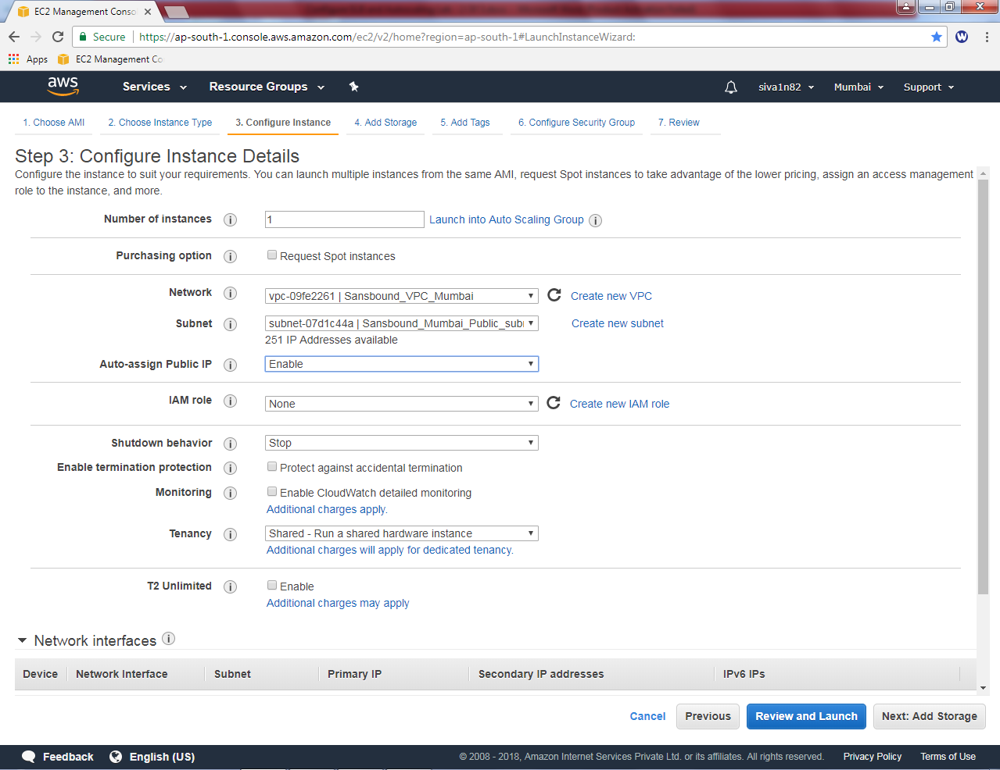 EC2 Management Conso
Secure https://ap-south-1.console.aws.amazon.com/ec2/v2/home?region=ap-south-1#LaunchInstanceWizard:
W
Apps EC2 Management Co
aws Services Resource Groups siva1n82 Mumbai Support
1. Choose AMI 2. Choose Instance Type 3. Configure Instance 4. Add Storage 5. Add Tags 6. Configure Security Group 7. Review
Step 3: Configure Instance Details
Configure the instance to suit your requirements. You can launch multiple instances from the same AMI, request Spot instances to take advantage of the lower pricing, assign an access management
role to the instance, and more.
Number of instances i 1 Launch into Auto Scaling Group i
Purchasing option i Request Spot instances
Network i vpc-09fe2261 | Sansbound_VPC_Mumbai Create new VPC
Subnet i subnet-07d1c44a | Sansbound_Mumbai_Public_subn Create new subnet
251 IP Addresses available
Auto-assign Public IP i Enable
IAM role i None Create new IAM role
Shutdown behavior i Stop
Enable termination protection i Protect against accidental termination
Monitoring i Enable CloudWatch detailed monitoring
Additional charges apply.
Tenancy i Shared - Run a shared hardware instance
Additional charges will apply for dedicated tenancy.
T2 Unlimited i Enable
Additional charges may apply
Network interfaces i
Device Network Interface Subnet Primary IP Secondary IP addresses IPv6 IPs
Cancel Previous Review and Launch Next: Add Storage
Feedback English (US) © 2008 - 2018, Amazon Internet Services Private Ltd. or its affiliates. All rights reserved. Privacy Policy Terms of Use